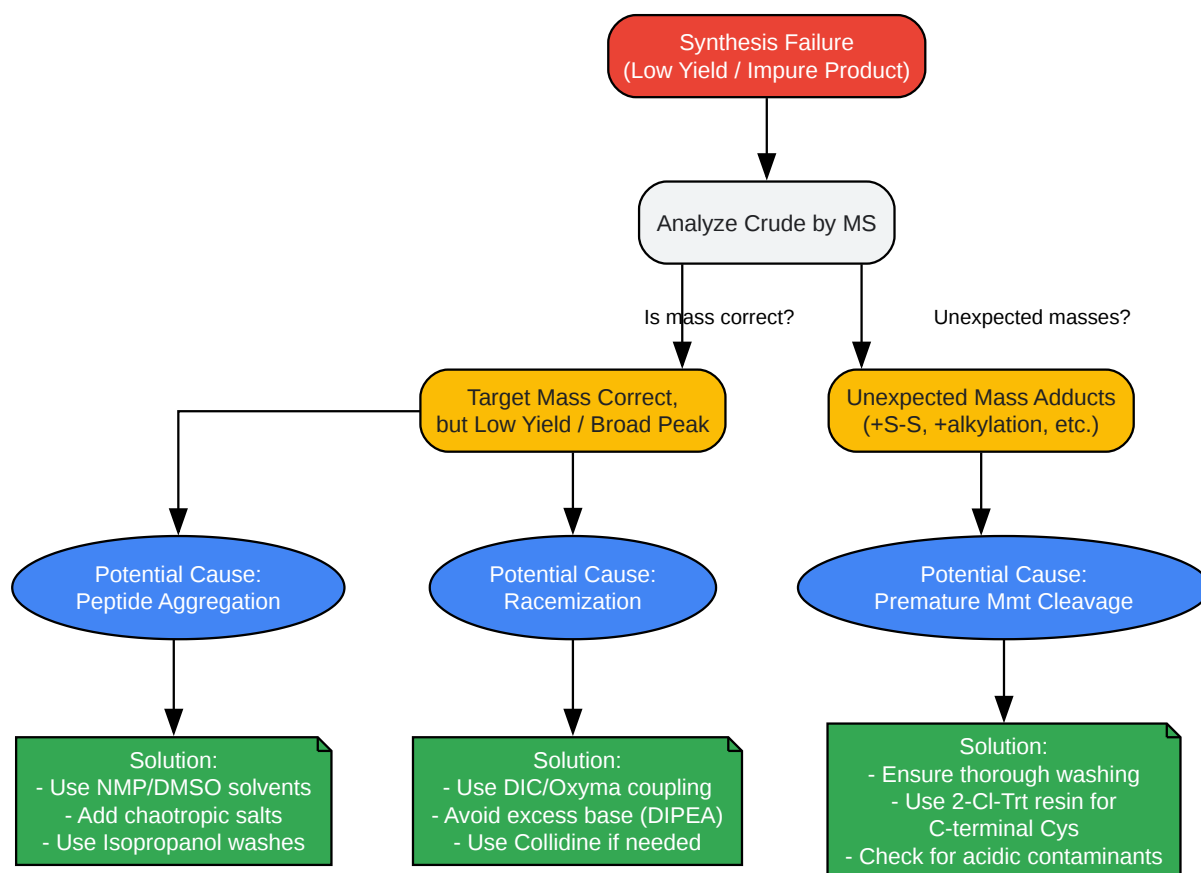 Synthesis Failure
(Low Yield / Impure Product)
Analyze Crude by MS
Is mass correct?
Unexpected masses?
Target Mass Correct,
but Low Yield / Broad Peak
Unexpected Mass Adducts
(+S-S, +alkylation, etc.)
Potential Cause:
Peptide Aggregation
Potential Cause:
Racemization
Potential Cause:
Premature Mmt Cleavage
Solution:
- Use NMP/DMSO solvents
- Add chaotropic salts
- Use Isopropanol washes
Solution:
- Use DIC/Oxyma coupling
- Avoid excess base (DIPEA)
- Use Collidine if needed
Solution:
- Ensure thorough washing
- Use 2-Cl-Trt resin for
C-terminal Cys
- Check for acidic contaminants